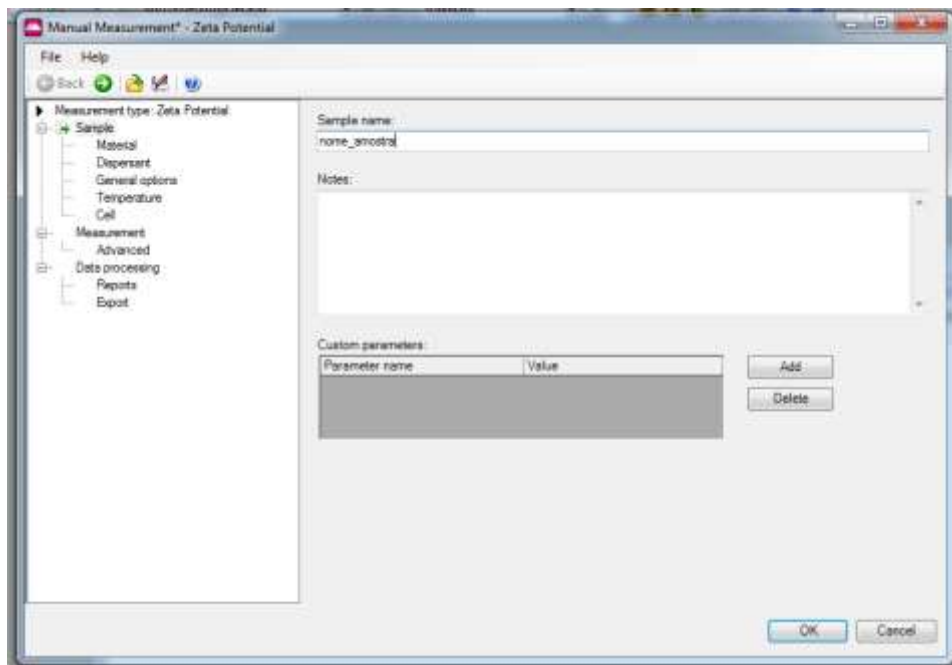 Manual Measurement* - Zeta Potential
File Help
Back
Measurement type: Zeta Potential
Sample
Material
Dispersant
General options
Temperature
Cell
Measurement
Advanced
Data processing
Reports
Export
Sample name:
nome_amostra
Notes:
Custom parameters:
Parameter name Value
Add
Delete
OK Cancel